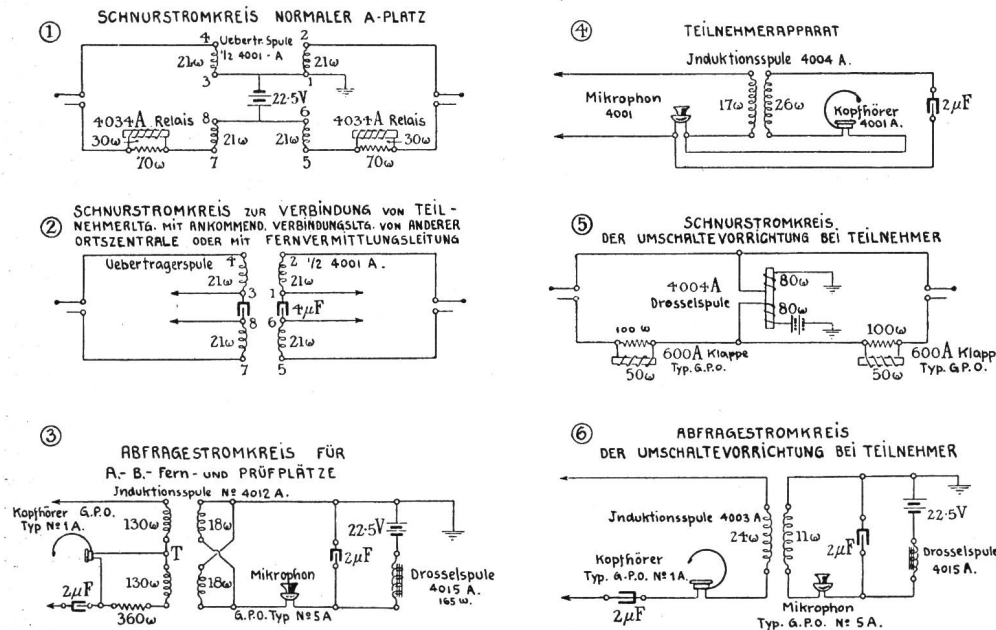 ①
SCHNURSTROMKREIS NORMALER A-PLATZ
4
Uebertr. Spule
½ 4001 - A
2
21ω
21ω
3
1
22·5V
8
6
4034A Relais
4034A Relais
30ω
21ω
21ω
30ω
70ω
7
5
70ω
②
SCHNURSTROMKREIS ZUR VERBINDUNG VON TEIL-
NEHMERLTG. MIT ANKOMMEND. VERBINDUNGSLTG. VON ANDERER
ORTSZENTRALE ODER MIT FERNVERMITTLUNGSLEITUNG
Uebertragerspule
4
2
½ 4001 A.
21ω
21ω
3
1
4μF
8
6
21ω
21ω
7
5
③
ABFRAGESTROMKREIS FÜR
A.- B.- Fern- UND PRÜFPLÄTZE
Jnduktionsspule Nº 4012 A.
Kopfhörer G.P.O.
Typ Nº 1A.
130ω
18ω
22·5V
T
2μF
130ω
18ω
Mikrophon
2μF
Drosselspule
4015 A.
165 ω.
360ω
G.P.O. Typ Nº 5A
④
TEILNEHMERAPPARAT
Jnduktionsspule 4004 A.
Mikrophon
4001
17ω
26ω
Kopfhörer
4001 A.
2μF
⑤
SCHNURSTROMKREIS
DER UMSCHALTEVORRICHTUNG BEI TEILNEHMER
4004A
Drosselspule
80ω
80ω
100 ω
100ω
600A Klappe
Typ. G.P.O.
600A Klappe
Typ. G.P.O.
50ω
50ω
⑥
ABFRAGESTROMKREIS
DER UMSCHALTEVORRICHTUNG BEI TEILNEHMER
Jnduktionsspule 4003 A
24ω
11ω
22·5V
2μF
Kopfhörer
Typ. G.P.O. Nº 1A.
Drosselspule
4015 A.
2μF
Mikrophon
Typ. G.P.O. Nº 5A.